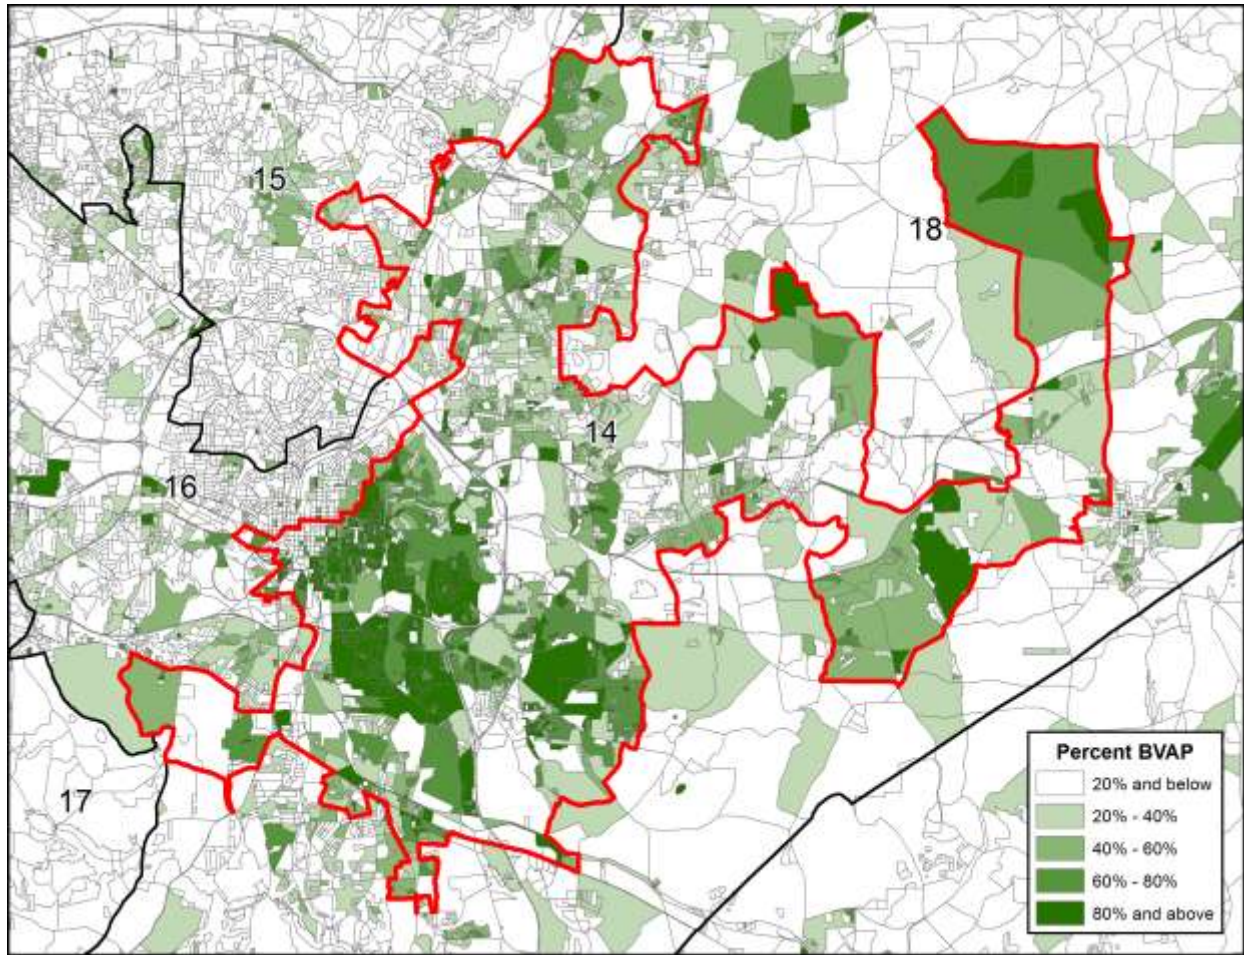 15
18
14
16
17
Percent BVAP
20% and below
20% - 40%
40% - 60%
60% - 80%
80% and above